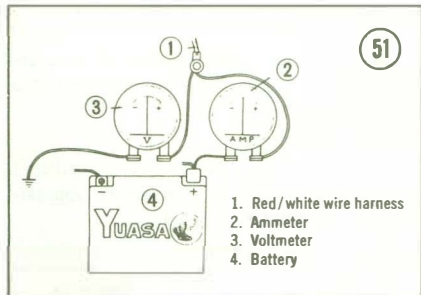 51
1
2
3
- +
V
- +
AMP
4
- +
YUASA
1. Red/white wire harness
2. Ammeter
3. Voltmeter
4. Battery